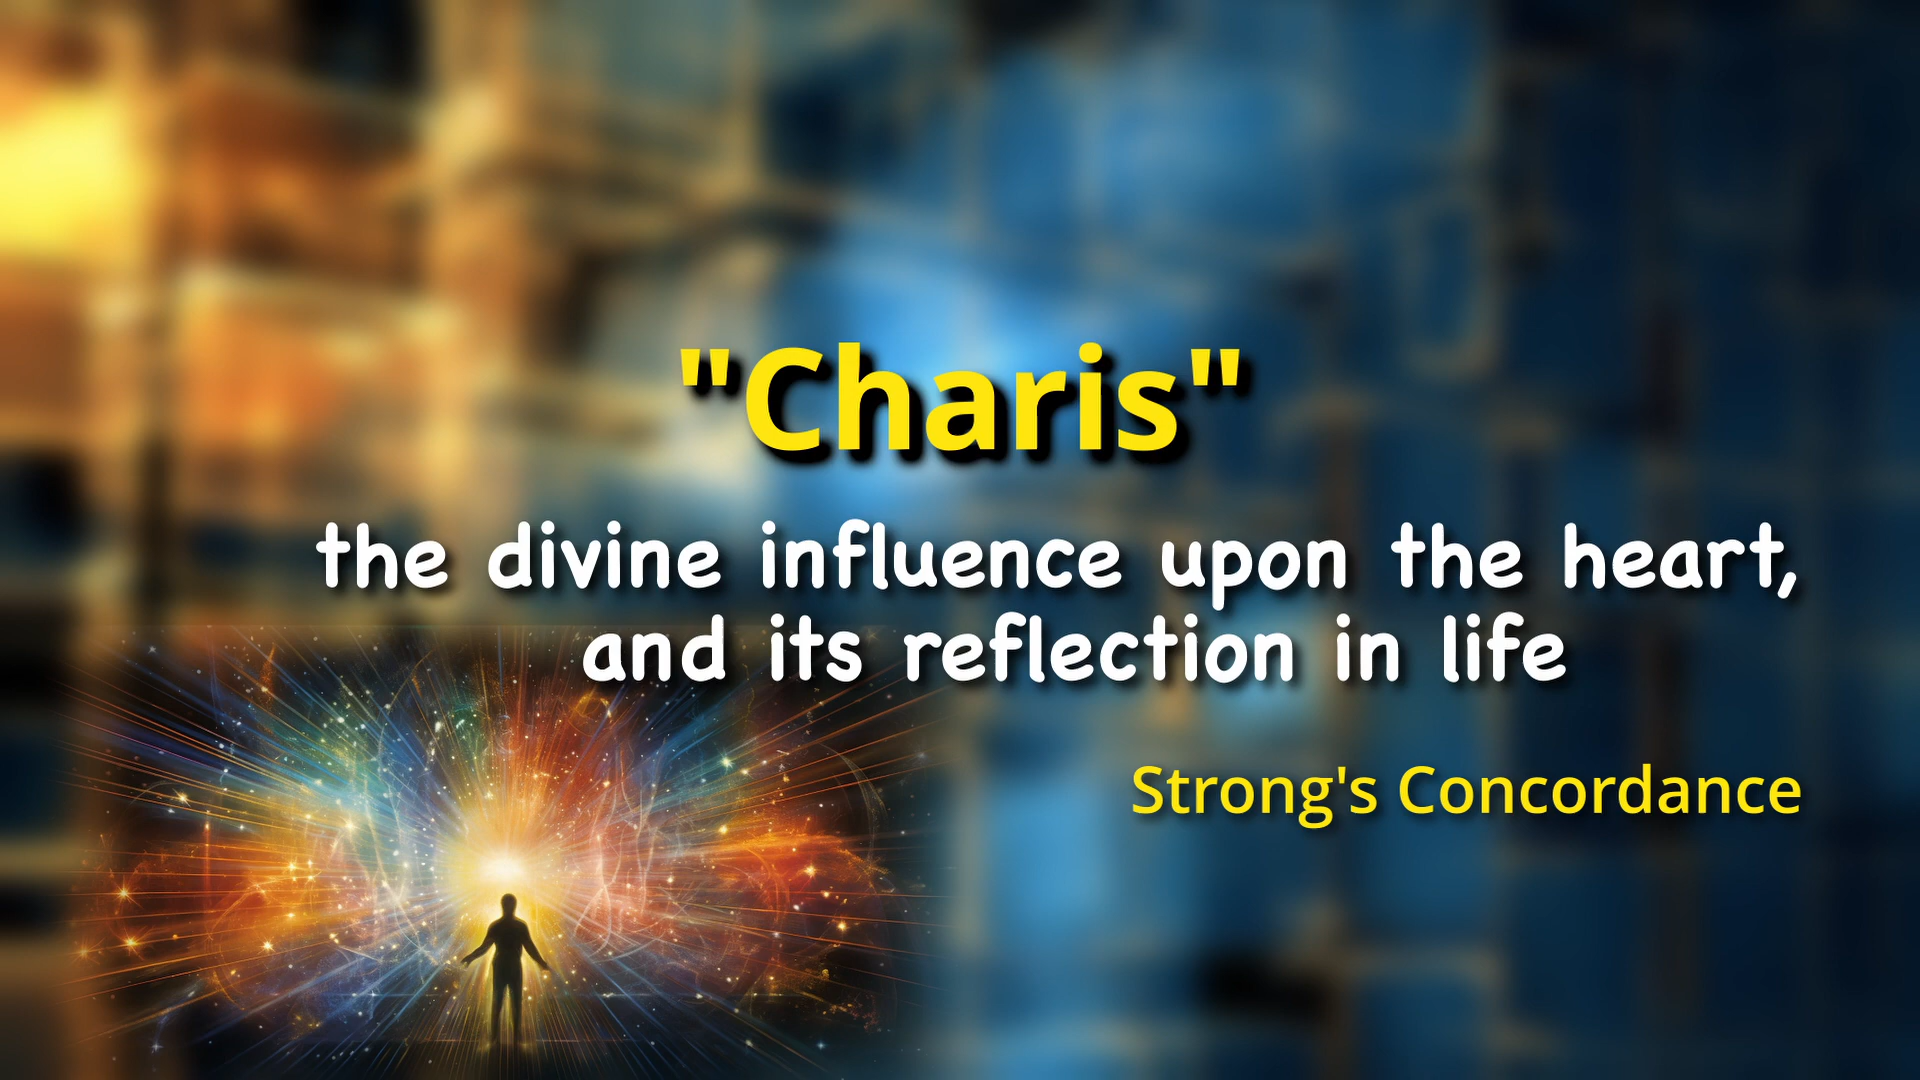 "Charis"
the divine influence upon the heart,
and its reflection in life
Strong's Concordance